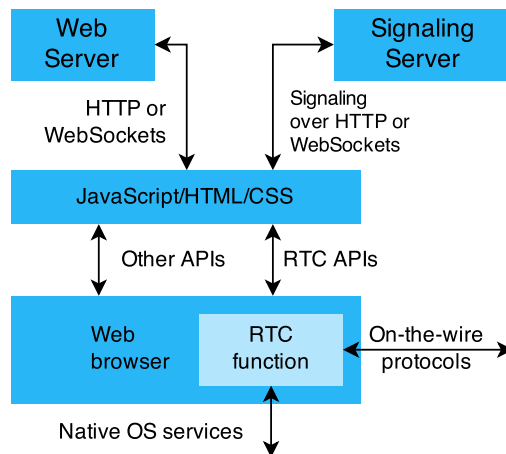 Web
Server
Signaling
Server
HTTP or
WebSockets
Signaling
over HTTP or
WebSockets
JavaScript/HTML/CSS
Other APIs
RTC APIs
Web
browser
RTC
function
On-the-wire
protocols
Native OS services